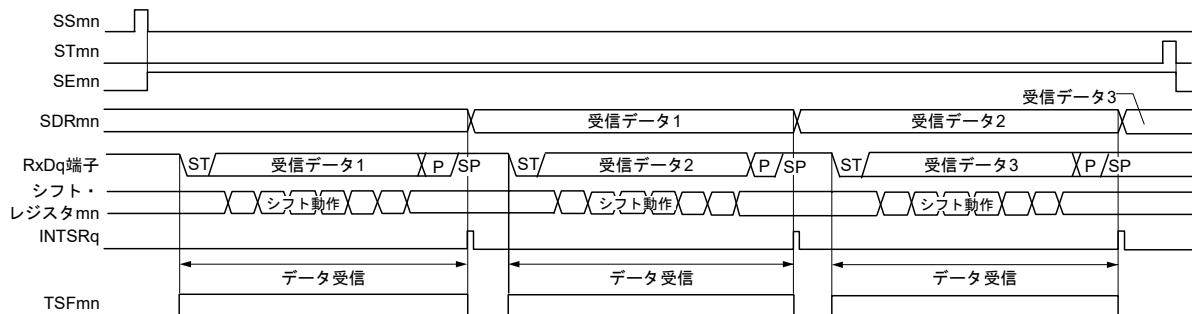 SSmn
STmn
SEmn
受信データ3
SDRmn 受信データ1 受信データ2
RxDq端子 ST 受信データ1 P SP ST 受信データ2 P SP ST 受信データ3 P SP
シフト・
レジスタmn シフト動作 シフト動作 シフト動作
INTSRq
データ受信 データ受信 データ受信
TSFmn